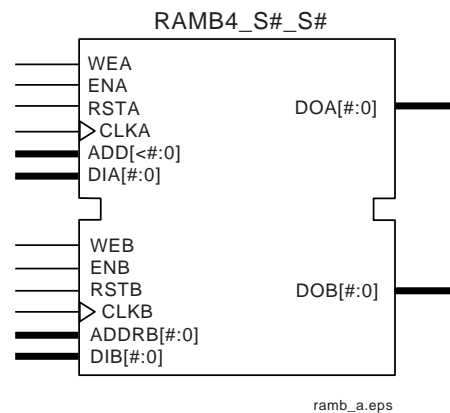 RAMB4_S#_S#
WEA
ENA
RSTA
CLKA
ADD[<#:0]
DIA[#:0]
DOA[#:0]
WEB
ENB
RSTB
CLKB
ADDRB[#:0]
DIB[#:0]
DOB[#:0]
ramb_a.eps